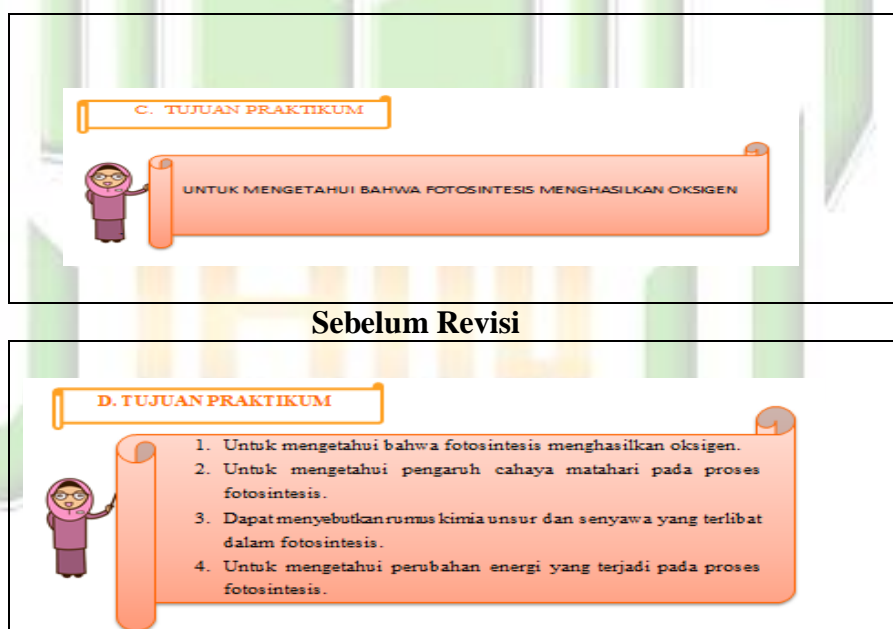 C. TUJUAN PRAKTIKUM
UNTUK MENGETAHUI BAHWA FOTOSINTESIS MENGHASILKAN OKSIGEN
Sebelum Revisi
D. TUJUAN PRAKTIKUM
1. Untuk mengetahui bahwa fotosintesis menghasilkan oksigen.
2. Untuk mengetahui pengaruh cahaya matahari pada proses
fotosintesis.
3. Dapat menyebutkan rumus kimia unsur dan senyawa yang terlibat
dalam fotosintesis.
4. Untuk mengetahui perubahan energi yang terjadi pada proses
fotosintesis.